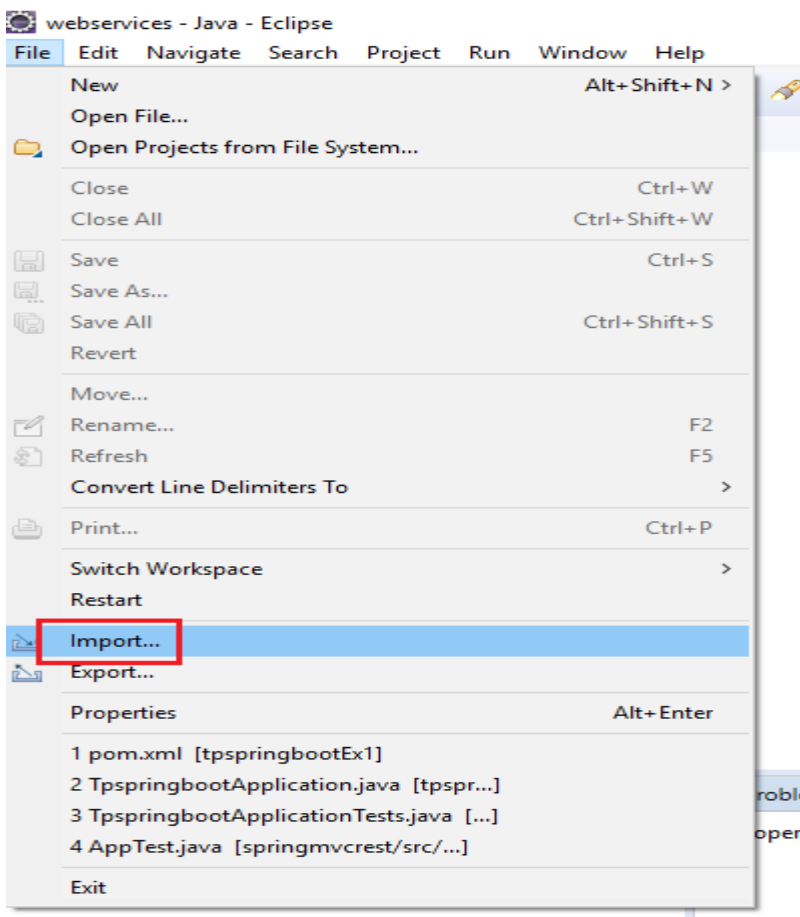 webservices - Java - Eclipse
File Edit Navigate Search Project Run Window Help
New Alt+Shift+N >
Open File...
Open Projects from File System...
Close Ctrl+W
Close All Ctrl+Shift+W
Save Ctrl+S
Save As...
Save All Ctrl+Shift+S
Revert
Move...
Rename... F2
Refresh F5
Convert Line Delimiters To >
Print... Ctrl+P
Switch Workspace >
Restart
Import...
Export...
Properties Alt+Enter
1 pom.xml [tpspringbootEx1]
2 TpspringbootApplication.java [tpspr...]
roble
3 TpspringbootApplicationTests.java [...]
oper
4 AppTest.java [springmvcrest/src/...]
Exit